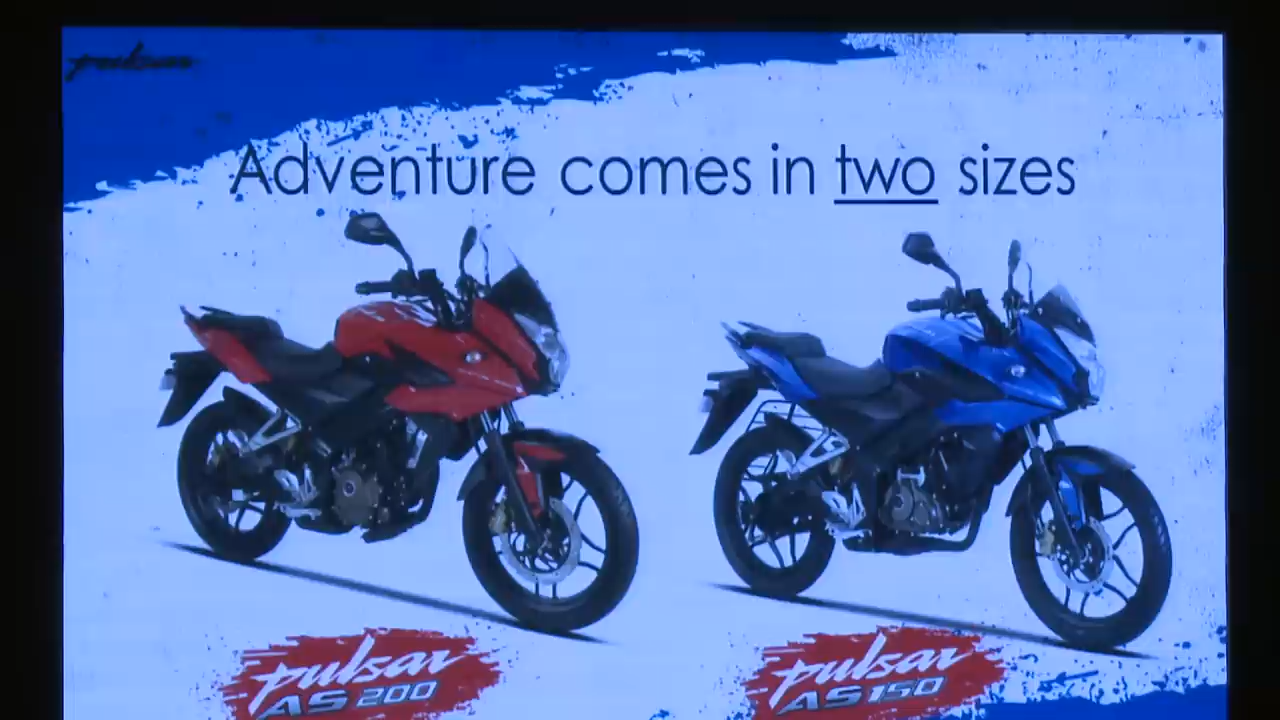 pulsar
Adventure comes in two sizes
pulsar
AS 200
pulsar
AS 150